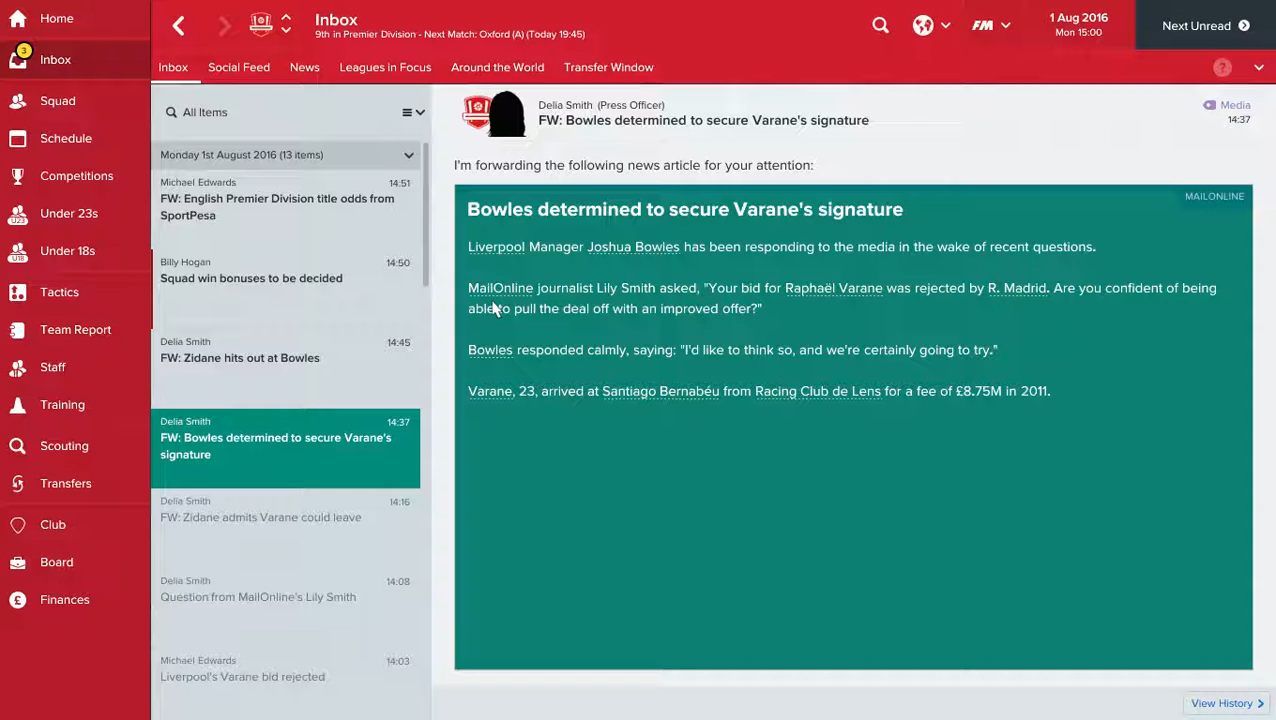 Home
3
Inbox
Squad
Schedule
Competitions
U23
Under 23s
U18
Under 18s
Tactics
Team Report
Staff
Training
Scouting
Transfers
Club
Board
£
Finances
Inbox
9th in Premier Division - Next Match: Oxford (A) (Today 19:45)
FM
1 Aug 2016
Mon 15:00
Next Unread
Inbox
Social Feed
News
Leagues in Focus
Around the World
Transfer Window
?
All Items
Monday 1st August 2016 (13 items)
Michael Edwards 14:51
FW: English Premier Division title odds from
SportPesa
Billy Hogan 14:50
Squad win bonuses to be decided
Delia Smith 14:45
FW: Zidane hits out at Bowles
Delia Smith 14:37
FW: Bowles determined to secure Varane's
signature
Delia Smith 14:16
FW: Zidane admits Varane could leave
Delia Smith 14:08
Question from MailOnline's Lily Smith
Michael Edwards 14:03
Liverpool's Varane bid rejected
Delia Smith (Press Officer)
FW: Bowles determined to secure Varane's signature
Media
14:37
I'm forwarding the following news article for your attention:
MAILONLINE
Bowles determined to secure Varane's signature
Liverpool Manager Joshua Bowles has been responding to the media in the wake of recent questions.
MailOnline journalist Lily Smith asked, "Your bid for Raphaël Varane was rejected by R. Madrid. Are you confident of being
able to pull the deal off with an improved offer?"
Bowles responded calmly, saying: "I'd like to think so, and we're certainly going to try."
Varane, 23, arrived at Santiago Bernabéu from Racing Club de Lens for a fee of £8.75M in 2011.
View History